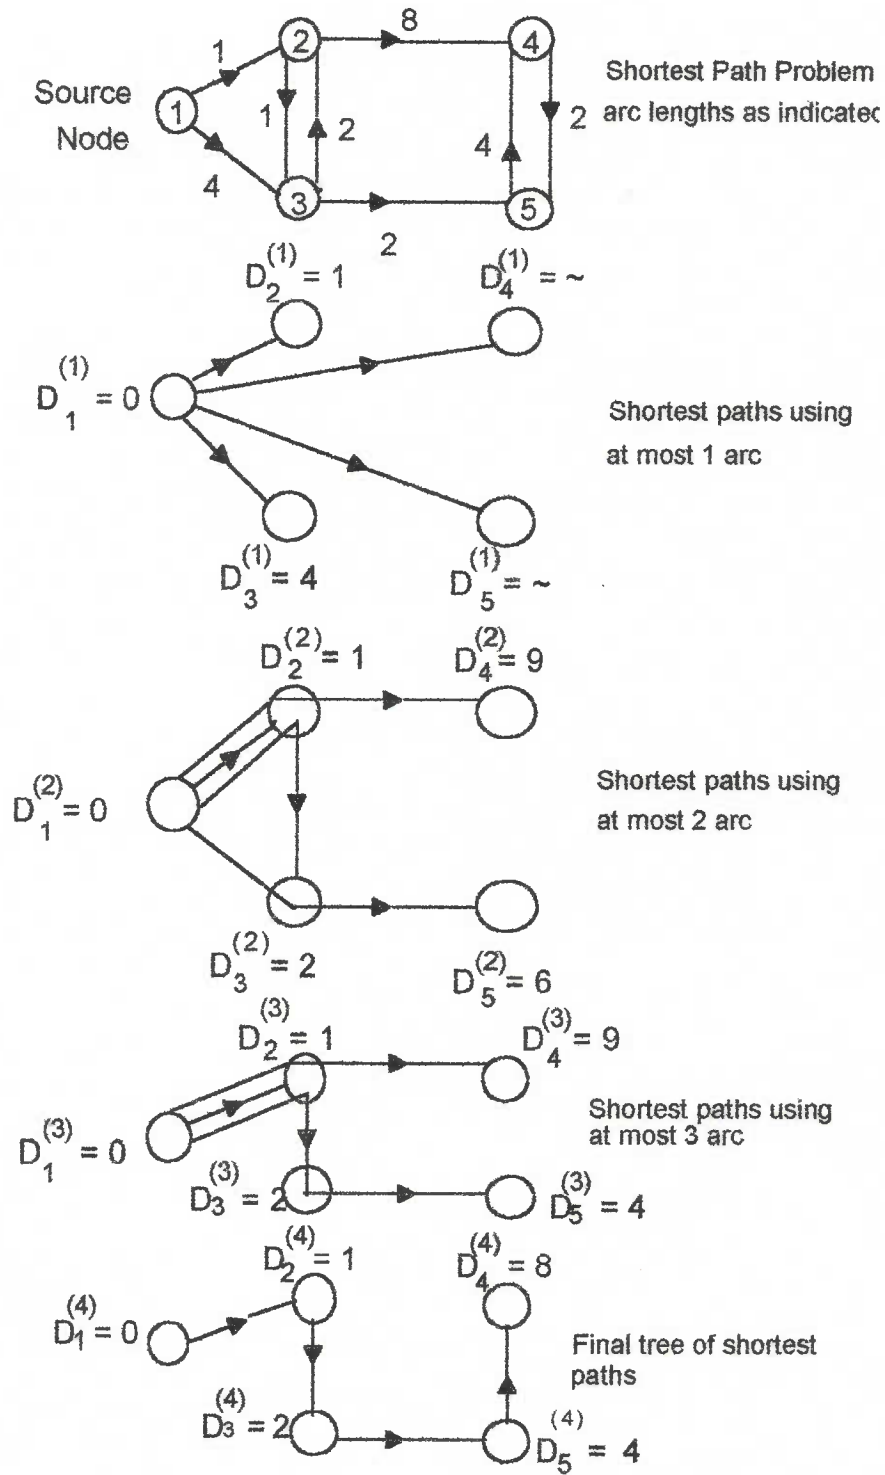 1
2
8
4
Shortest Path Problem
Source
Node
1
1
2
4
2
arc lengths as indicated
4
3
2
5
D₂⁽¹⁾ = 1
D₄⁽¹⁾ = ~
D₁⁽¹⁾ = 0
Shortest paths using
at most 1 arc
D₃⁽¹⁾ = 4
D₅⁽¹⁾ = ~
D₂⁽²⁾ = 1
D₄⁽²⁾ = 9
D₁⁽²⁾ = 0
Shortest paths using
at most 2 arc
D₃⁽²⁾ = 2
D₅⁽²⁾ = 6
D₂⁽³⁾ = 1
D₄⁽³⁾ = 9
D₁⁽³⁾ = 0
Shortest paths using
at most 3 arc
D₃⁽³⁾ = 2
D₅⁽³⁾ = 4
D₂⁽⁴⁾ = 1
D₄⁽⁴⁾ = 8
D₁⁽⁴⁾ = 0
Final tree of shortest
paths
D₃⁽⁴⁾ = 2
D₅⁽⁴⁾ = 4